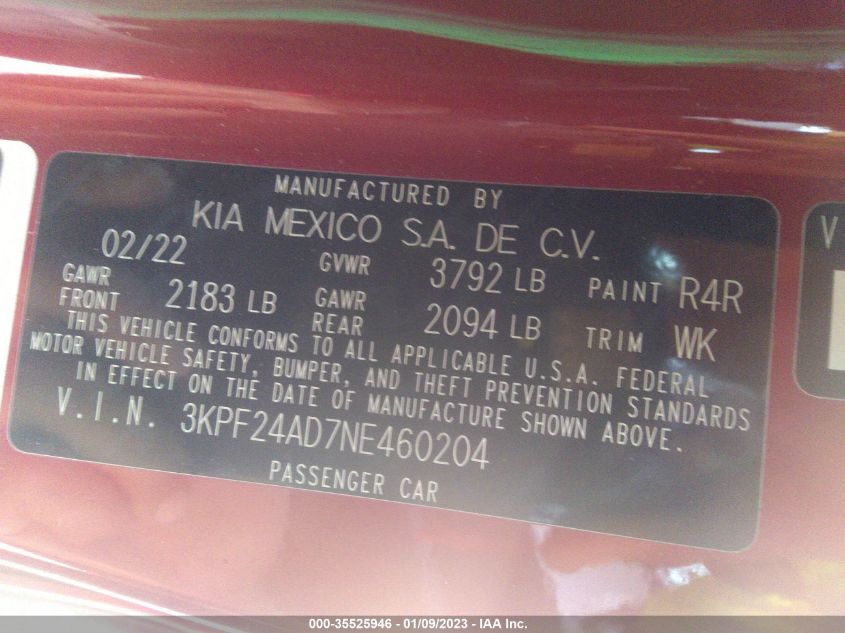 MANUFACTURED BY
KIA MEXICO S.A. DE C.V.
02/22 GVWR 3792 LB PAINT R4R
GAWR FRONT 2183 LB GAWR REAR 2094 LB TRIM WK
THIS VEHICLE CONFORMS TO ALL APPLICABLE U.S.A. FEDERAL
MOTOR VEHICLE SAFETY, BUMPER, AND THEFT PREVENTION STANDARDS
IN EFFECT ON THE DATE OF MANUFACTURE SHOWN ABOVE.
V.I.N. 3KPF24AD7NE460204
PASSENGER CAR
V
000-35525946 - 01/09/2023 - IAA Inc.